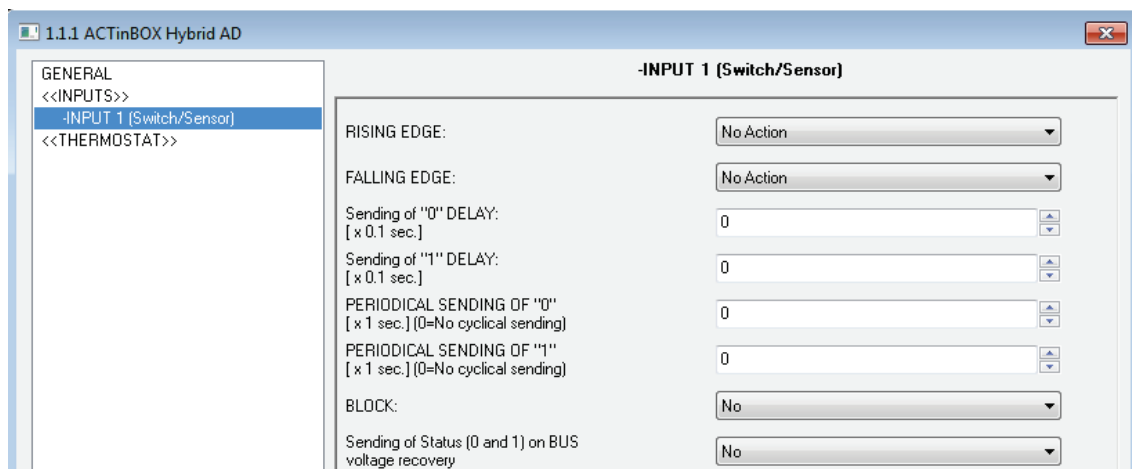 1.1.1 ACTinBOX Hybrid AD
GENERAL
<<INPUTS>>
-INPUT 1 (Switch/Sensor)
<<THERMOSTAT>>
-INPUT 1 (Switch/Sensor)
RISING EDGE:
No Action
FALLING EDGE:
No Action
Sending of "0" DELAY:
[ x 0.1 sec.]
0
Sending of "1" DELAY:
[ x 0.1 sec.]
0
PERIODICAL SENDING OF "0"
[ x 1 sec.] (0=No cyclical sending)
0
PERIODICAL SENDING OF "1"
[ x 1 sec.] (0=No cyclical sending)
0
BLOCK:
No
Sending of Status (0 and 1) on BUS
voltage recovery
No